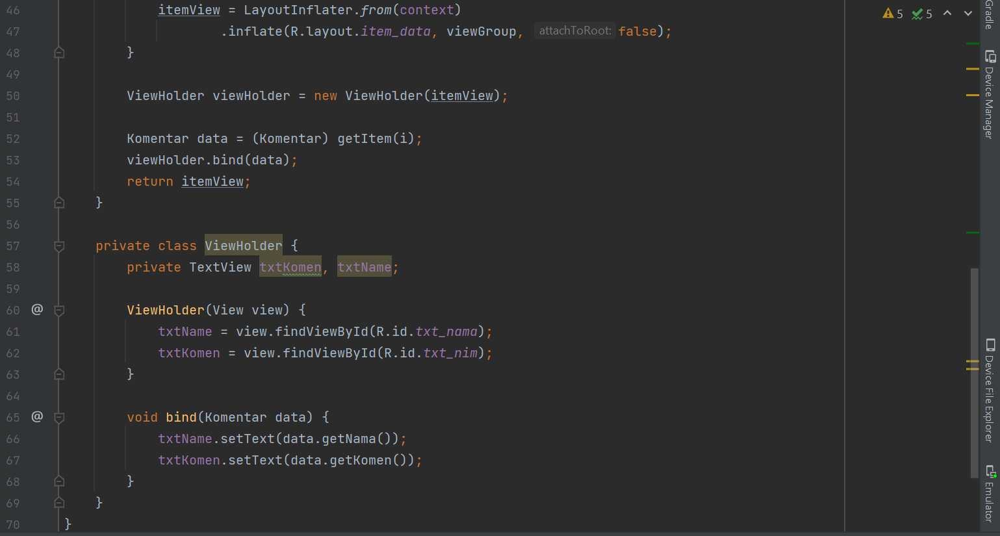 46 itemView = LayoutInflater.from(context)
47 .inflate(R.layout.item_data, viewGroup, attachToRoot: false);
48 }
49
50 ViewHolder viewHolder = new ViewHolder(itemView);
51
52 Komentar data = (Komentar) getItem(i);
53 viewHolder.bind(data);
54 return itemView;
55 }
56
57 private class ViewHolder {
58 private TextView txtKomen, txtName;
59
60 @ ViewHolder(View view) {
61 txtName = view.findViewById(R.id.txt_nama);
62 txtKomen = view.findViewById(R.id.txt_nim);
63 }
64
65 @ void bind(Komentar data) {
66 txtName.setText(data.getNama());
67 txtKomen.setText(data.getKomen());
68 }
69 }
70 }
5 5
Gradle
Device Manager
Device File Explorer
Emulator